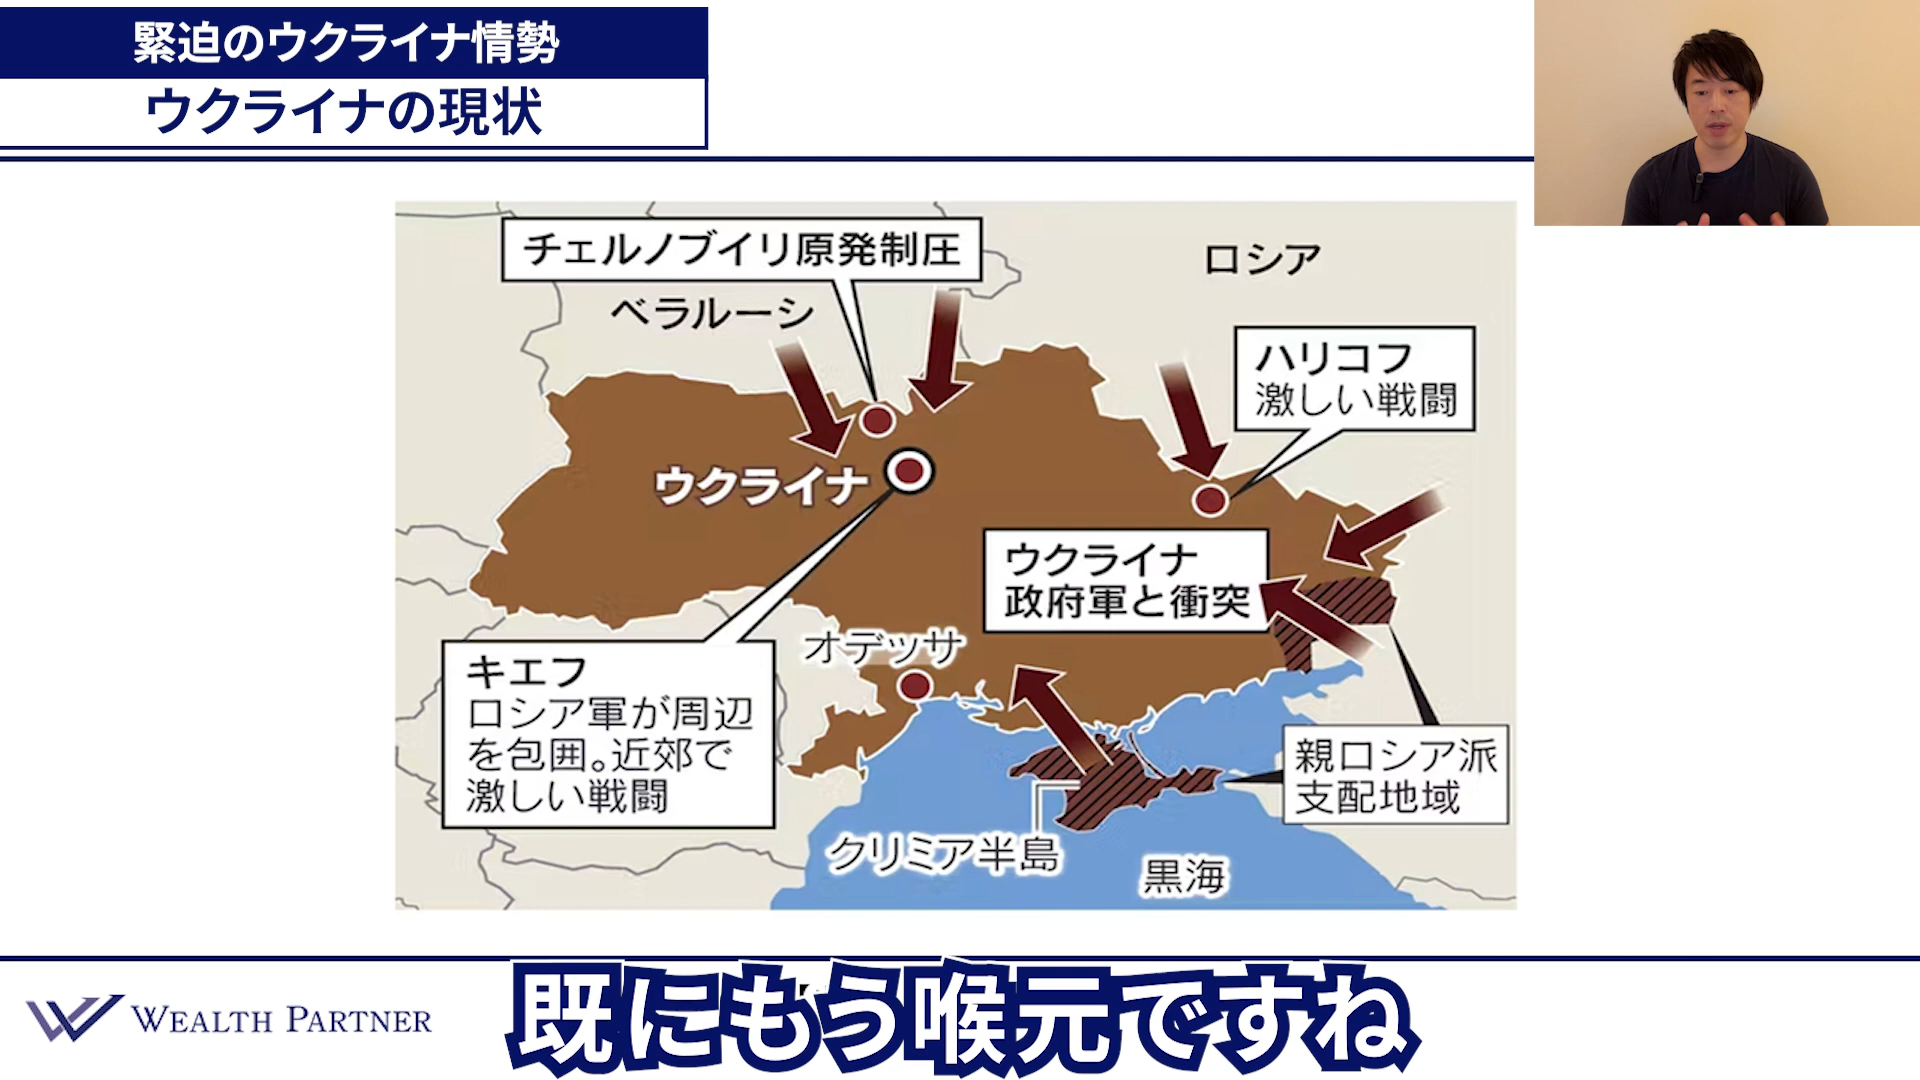 緊迫のウクライナ情勢
ウクライナの現状
チェルノブイリ原発制圧
ロシア
ベラルーシ
ハリコフ
激しい戦闘
ウクライナ
ウクライナ
政府軍と衝突
オデッサ
キエフ
ロシア軍が周辺
を包囲。近郊で
激しい戦闘
親ロシア派
支配地域
クリミア半島
黒海
WEALTH PARTNER
既にもう喉元ですね